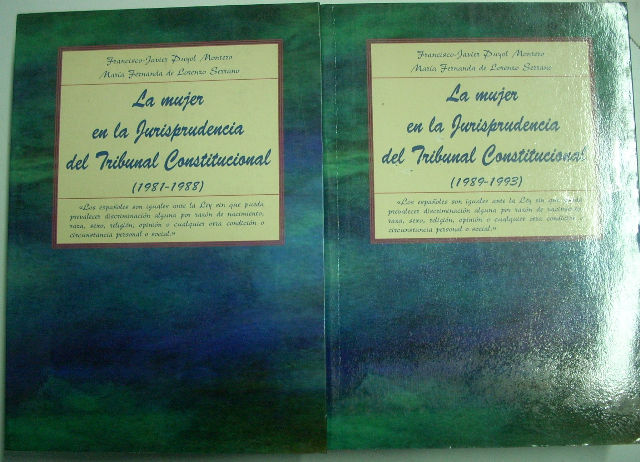 Francisco-Javier Puyol Montero
María Fernanda de Lorenzo Serrano
La mujer
en la Jurisprudencia
del Tribunal Constitucional
(1981-1988)
«Los españoles son iguales ante la Ley sin que pueda
prevalecer discriminación alguna por razón de nacimiento,
raza, sexo, religión, opinión o cualquier otra condición o
circunstancia personal o social.»
Francisco-Javier Puyol Montero
María Fernanda de Lorenzo Serrano
La mujer
en la Jurisprudencia
del Tribunal Constitucional
(1989-1993)
«Los españoles son iguales ante la Ley sin que pueda
prevalecer discriminación alguna por razón de nacimiento,
raza, sexo, religión, opinión o cualquier otra condición o
circunstancia personal o social.»